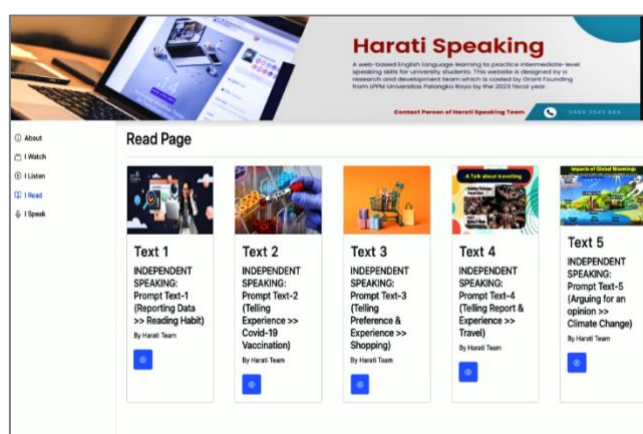 Harati Speaking
A web-based English language learning to practice intermediate-level
speaking skills for university students. This website is designed by a
research and development team which is costed by Grant Founding
from LPPM Universitas Palangka Raya by the 2023 fiscal year.
Contact Person of Harati Speaking Team
About
I Watch
I Listen
I Read
I Speak
Read Page
Text 1
INDEPENDENT
SPEAKING:
Prompt Text-1
(Reporting Data
>> Reading Habit)
By Harati Team
Text 2
INDEPENDENT
SPEAKING:
Prompt Text-2
(Telling
Experience >>
Covid-19
Vaccination)
By Harati Team
Text 3
INDEPENDENT
SPEAKING:
Prompt Text-3
(Telling
Preference &
Experience >>
Shopping)
By Harati Team
A Talk about traveling
Text 4
INDEPENDENT
SPEAKING:
Prompt Text-4
(Telling Report &
Experience >>
Travel)
By Harati Team
Impacts of Global Warming
Text 5
INDEPENDENT
SPEAKING:
Prompt Text-5
(Arguing for an
opinion >>
Climate Change)
By Harati Team